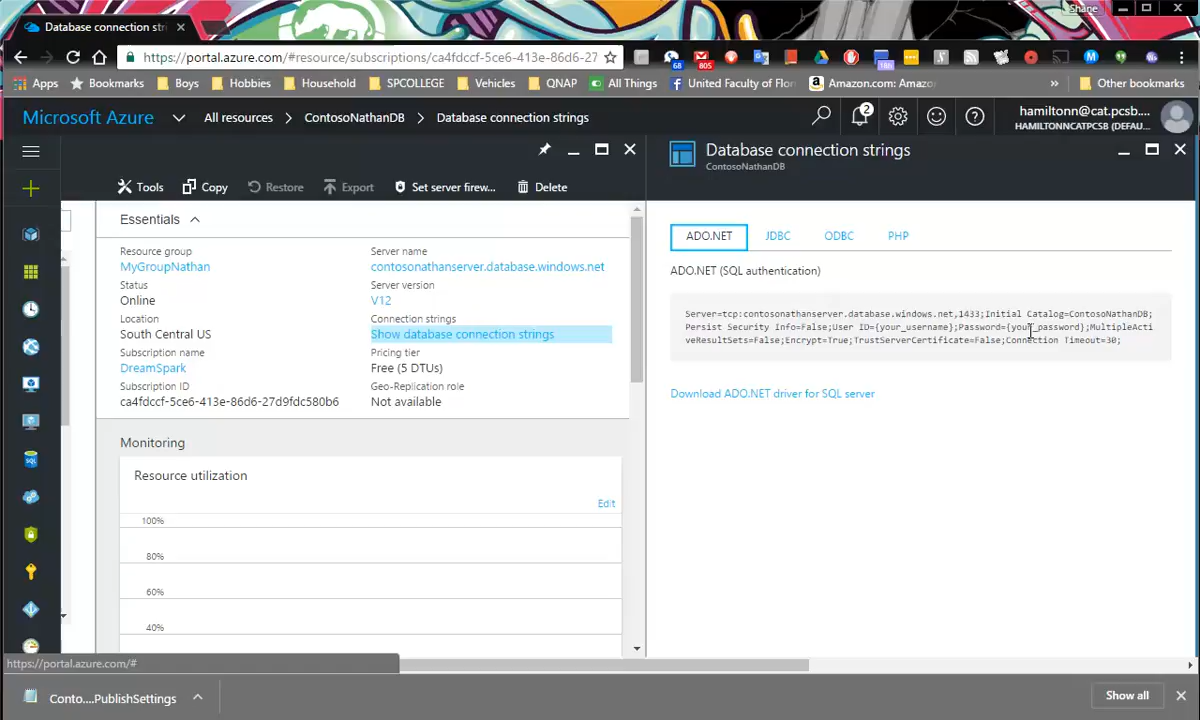 Database connection stri
Share
https://portal.azure.com/#resource/subscriptions/ca4fdccf-5ce6-413e-86d6-27
68
805
18h
Apps
Bookmarks
Boys
Hobbies
Household
SPCOLLEGE
Vehicles
QNAP
All Things
United Faculty of Flor
Amazon.com: Amazo
»
Other bookmarks
Microsoft Azure
All resources
ContosoNathanDB
Database connection strings
2
hamiltonn@cat.pcsb....
HAMILTONNCATPCSB (DEFAU...
Tools
Copy
Restore
Export
Set server firew...
Delete
Database connection strings
ContosoNathanDB
Essentials
Resource group
MyGroupNathan
Status
Online
Location
South Central US
Subscription name
DreamSpark
Subscription ID
ca4fdccf-5ce6-413e-86d6-27d9fdc580b6
Server name
contosonathanserver.database.windows.net
Server version
V12
Connection strings
Show database connection strings
Pricing tier
Free (5 DTUs)
Geo-Replication role
Not available
Monitoring
Resource utilization
Edit
100%
80%
60%
40%
ADO.NET
JDBC
ODBC
PHP
ADO.NET (SQL authentication)
Server=tcp:contosonathanserver.database.windows.net,1433;Initial Catalog=ContosoNathanDB;
Persist Security Info=False;User ID={your_username};Password={your_password};MultipleActi
veResultSets=False;Encrypt=True;TrustServerCertificate=False;Connection Timeout=30;
Download ADO.NET driver for SQL server
SQL
https://portal.azure.com/#
Conto....PublishSettings
Show all